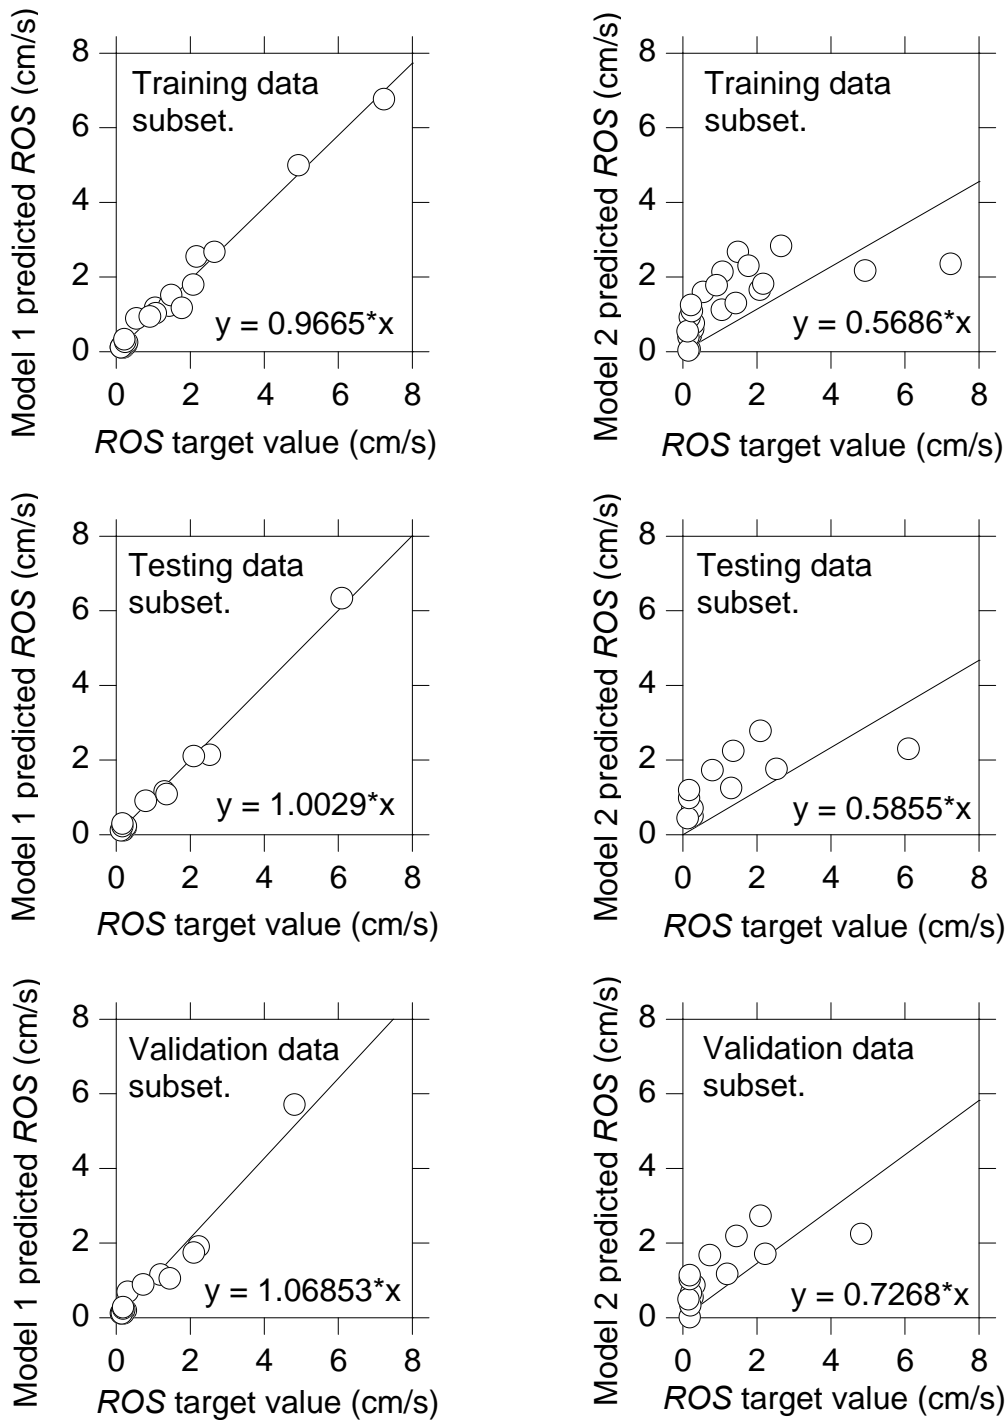 Model 1 predicted ROS (cm/s)
8
6
4
2
0
Training data
subset.
y = 0.9665*x
0 2 4 6 8
ROS target value (cm/s)
Model 2 predicted ROS (cm/s)
8
6
4
2
0
Training data
subset.
y = 0.5686*x
0 2 4 6 8
ROS target value (cm/s)
Model 1 predicted ROS (cm/s)
8
6
4
2
0
Testing data
subset.
y = 1.0029*x
0 2 4 6 8
ROS target value (cm/s)
Model 2 predicted ROS (cm/s)
8
6
4
2
0
Testing data
subset.
y = 0.5855*x
0 2 4 6 8
ROS target value (cm/s)
Model 1 predicted ROS (cm/s)
8
6
4
2
0
Validation data
subset.
y = 1.06853*x
0 2 4 6 8
ROS target value (cm/s)
Model 2 predicted ROS (cm/s)
8
6
4
2
0
Validation data
subset.
y = 0.7268*x
0 2 4 6 8
ROS target value (cm/s)